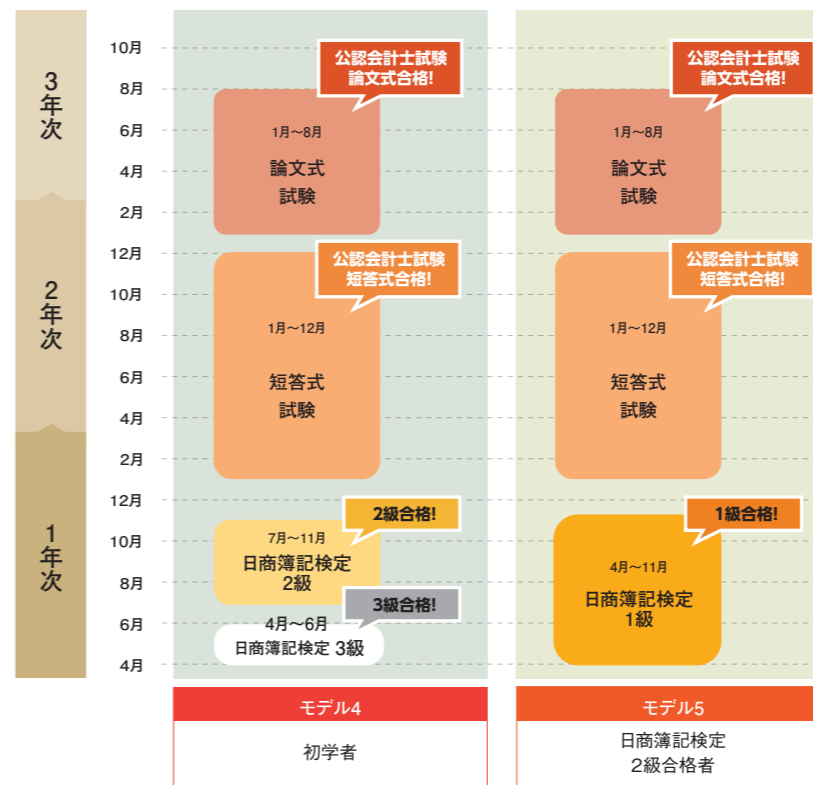 3年次
2年次
1年次
10月
8月
6月
4月
2月
12月
10月
8月
6月
4月
2月
12月
10月
8月
6月
4月
公認会計士試験
論文式合格!
1月〜8月
論文式
試験
公認会計士試験
短答式合格!
1月〜12月
短答式
試験
2級合格!
7月〜11月
日商簿記検定
2級
3級合格!
4月〜6月
日商簿記検定 3級
モデル4
初学者
公認会計士試験
論文式合格!
1月〜8月
論文式
試験
公認会計士試験
短答式合格!
1月〜12月
短答式
試験
1級合格!
4月〜11月
日商簿記検定
1級
モデル5
日商簿記検定
2級合格者